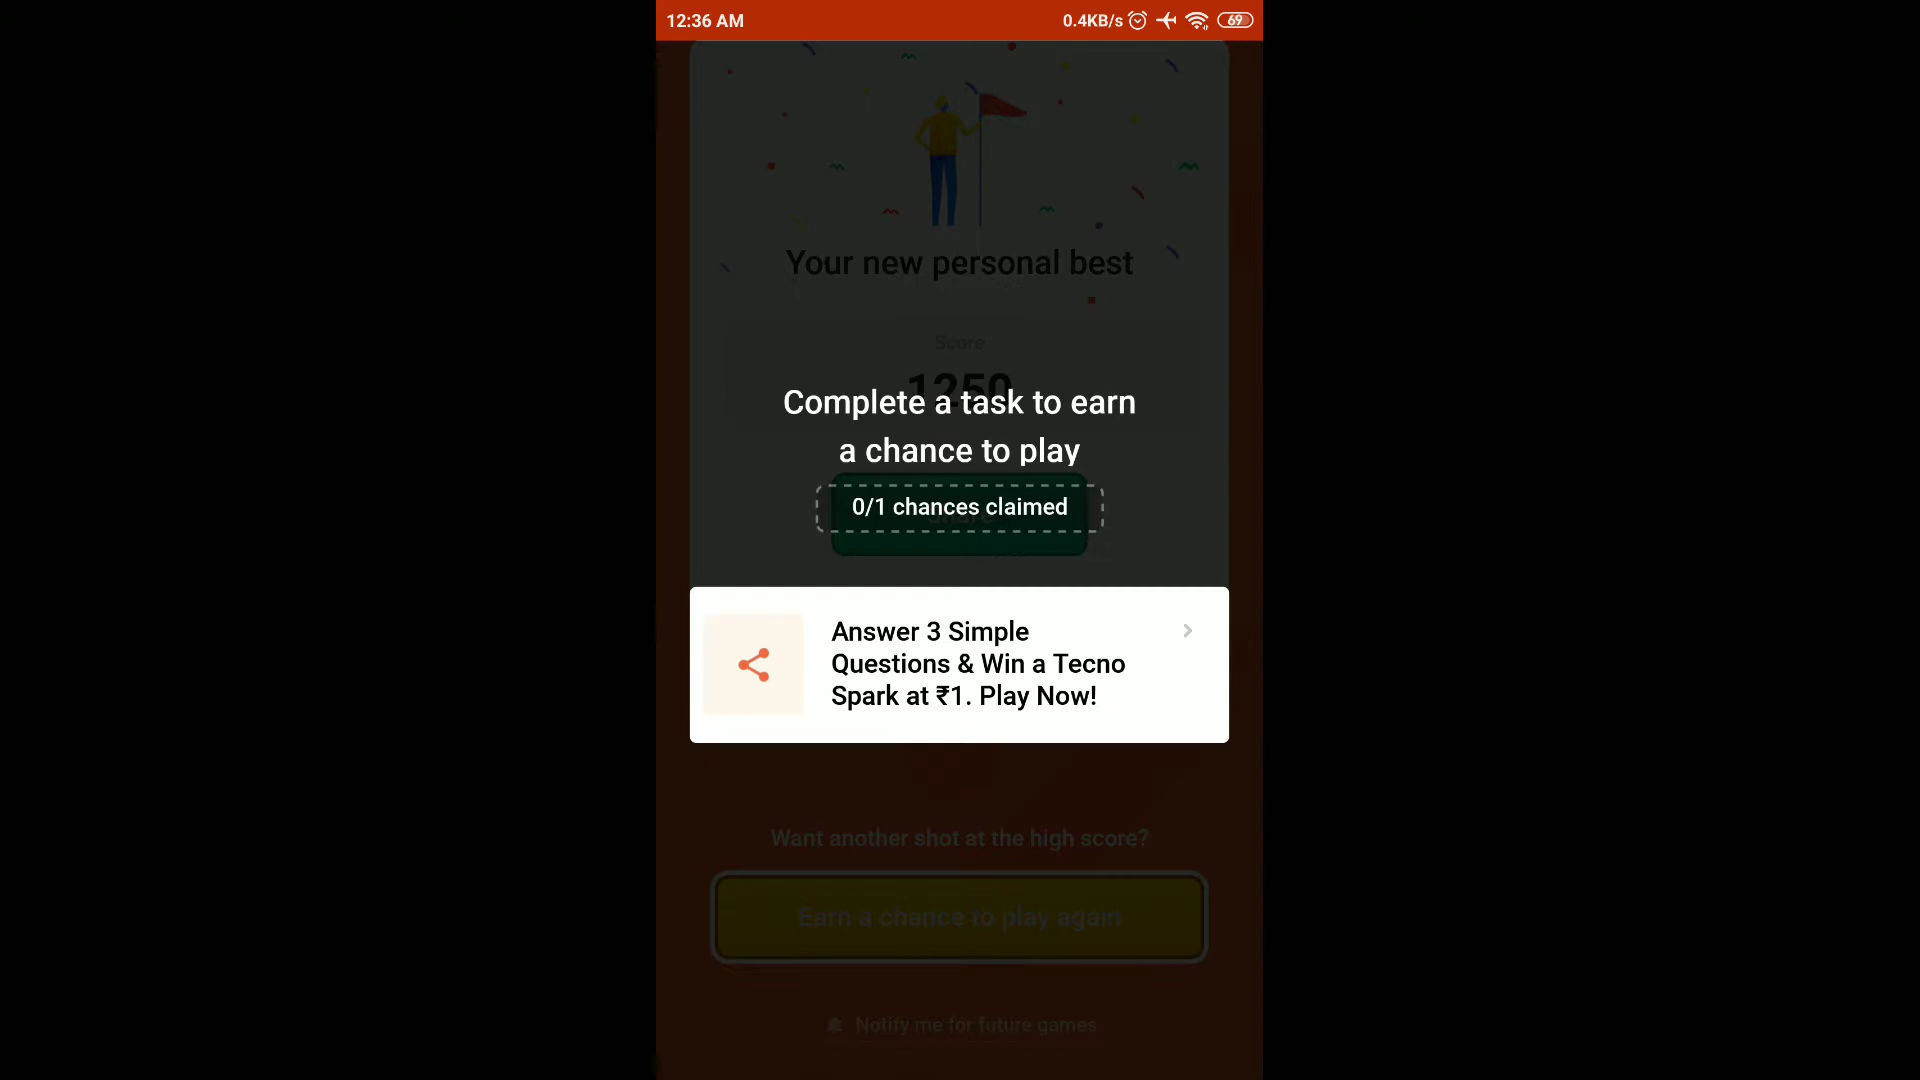 12:36 AM
0.4KB/s
69
Your new personal best
Score
1250
Complete a task to earn
a chance to play
0/1 chances claimed
Answer 3 Simple
Questions & Win a Tecno
Spark at ₹1. Play Now!
Want another shot at the high score?
Earn a chance to play again
Notify me for future games